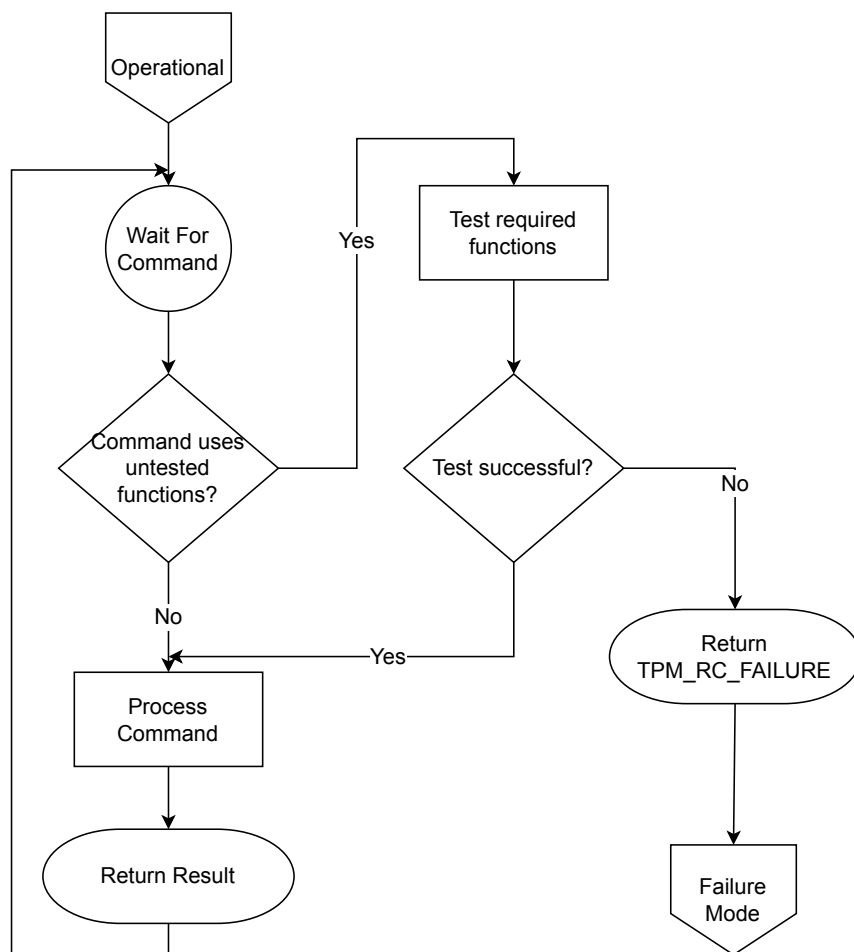 Operational
Wait For
Command
Yes
Test required
functions
Command uses
untested
functions?
Test successful?
No
No
Yes
Return
TPM_RC_FAILURE
Process
Command
Return Result
Failure
Mode